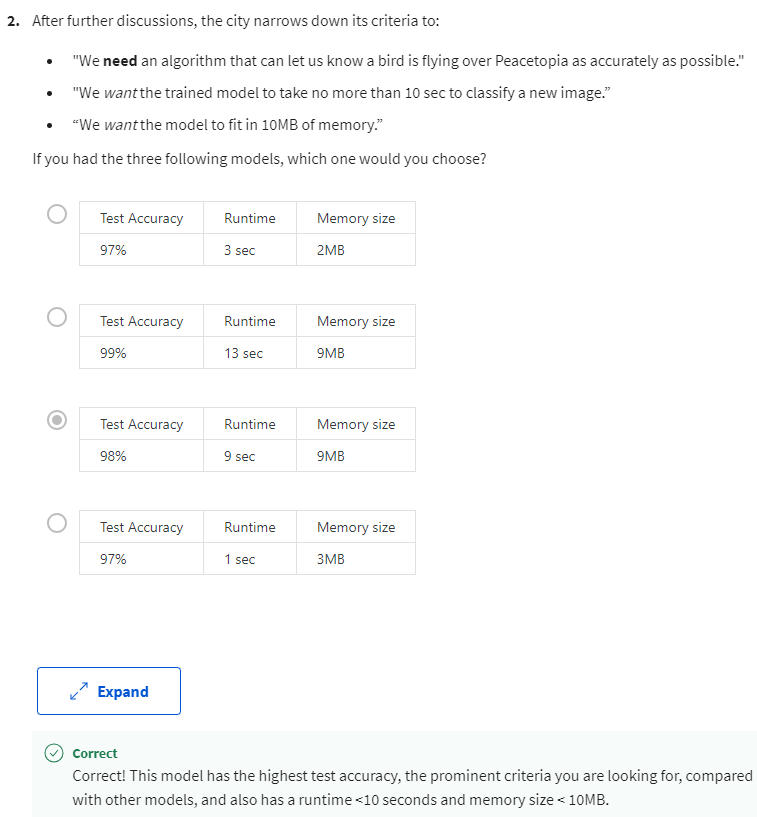 2. After further discussions, the city narrows down its criteria to:
• "We need an algorithm that can let us know a bird is flying over Peacetopia as accurately as possible."
• "We want the trained model to take no more than 10 sec to classify a new image.”
• “We want the model to fit in 10MB of memory.”
If you had the three following models, which one would you choose?
Test Accuracy Runtime Memory size
97% 3 sec 2MB
Test Accuracy Runtime Memory size
99% 13 sec 9MB
Test Accuracy Runtime Memory size
98% 9 sec 9MB
Test Accuracy Runtime Memory size
97% 1 sec 3MB
Expand
Correct
Correct! This model has the highest test accuracy, the prominent criteria you are looking for, compared
with other models, and also has a runtime <10 seconds and memory size < 10MB.